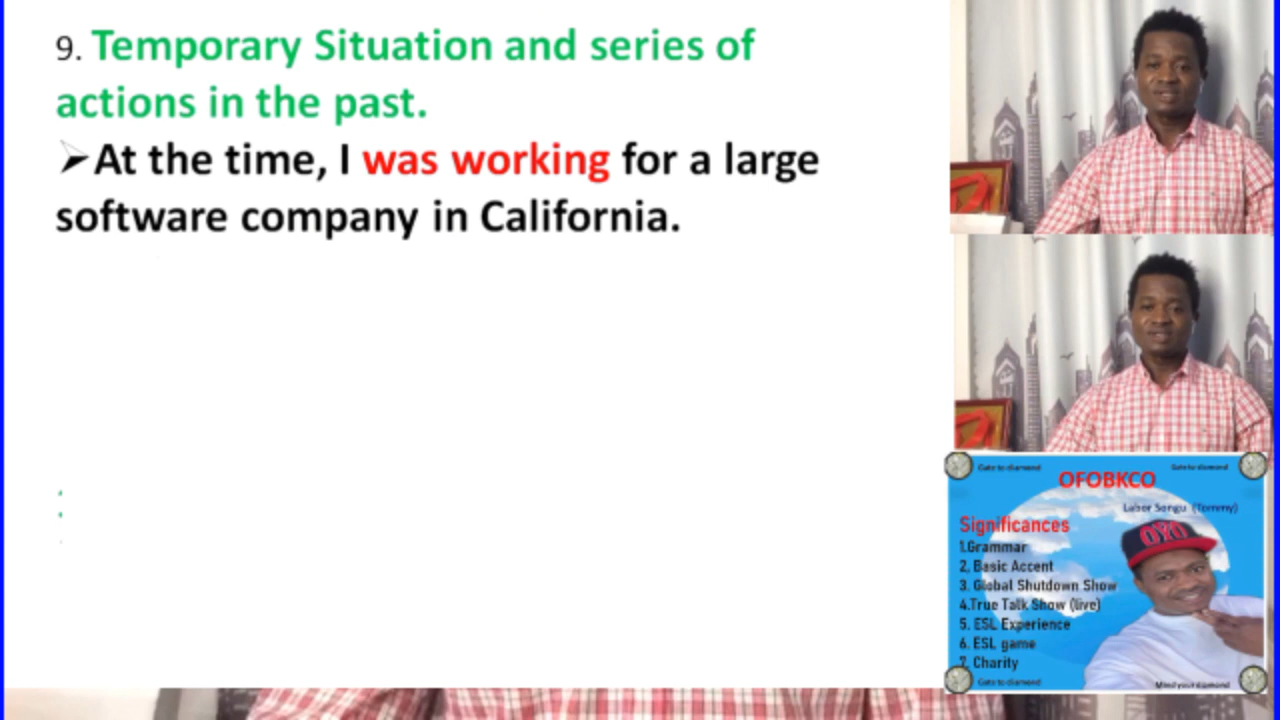 9. Temporary Situation and series of
actions in the past.
➢At the time, I was working for a large
software company in California.
Gate to diamond
Gate to diamond
OFOBKCO
Labor Songu (Tommy)
Significances
1.Grammar
2, Basic Accent
3. Global Shutdown Show
4.True Talk Show (live)
5. ESL Experience
6. ESL game
7. Charity
Gate to diamond
Mind your diamond